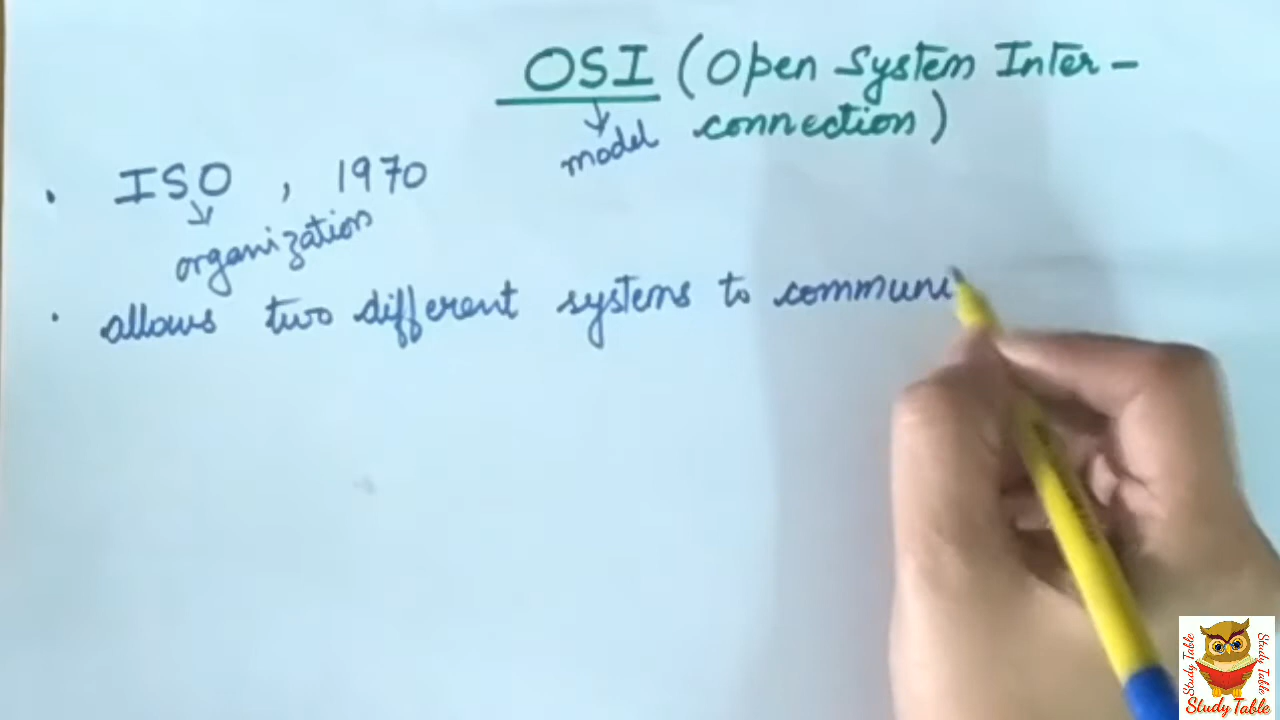 OSI (Open System Inter-
connection)
model
. ISO , 1970
organization
. allows two different systems to communi
Study Table
Study Table
Study Table